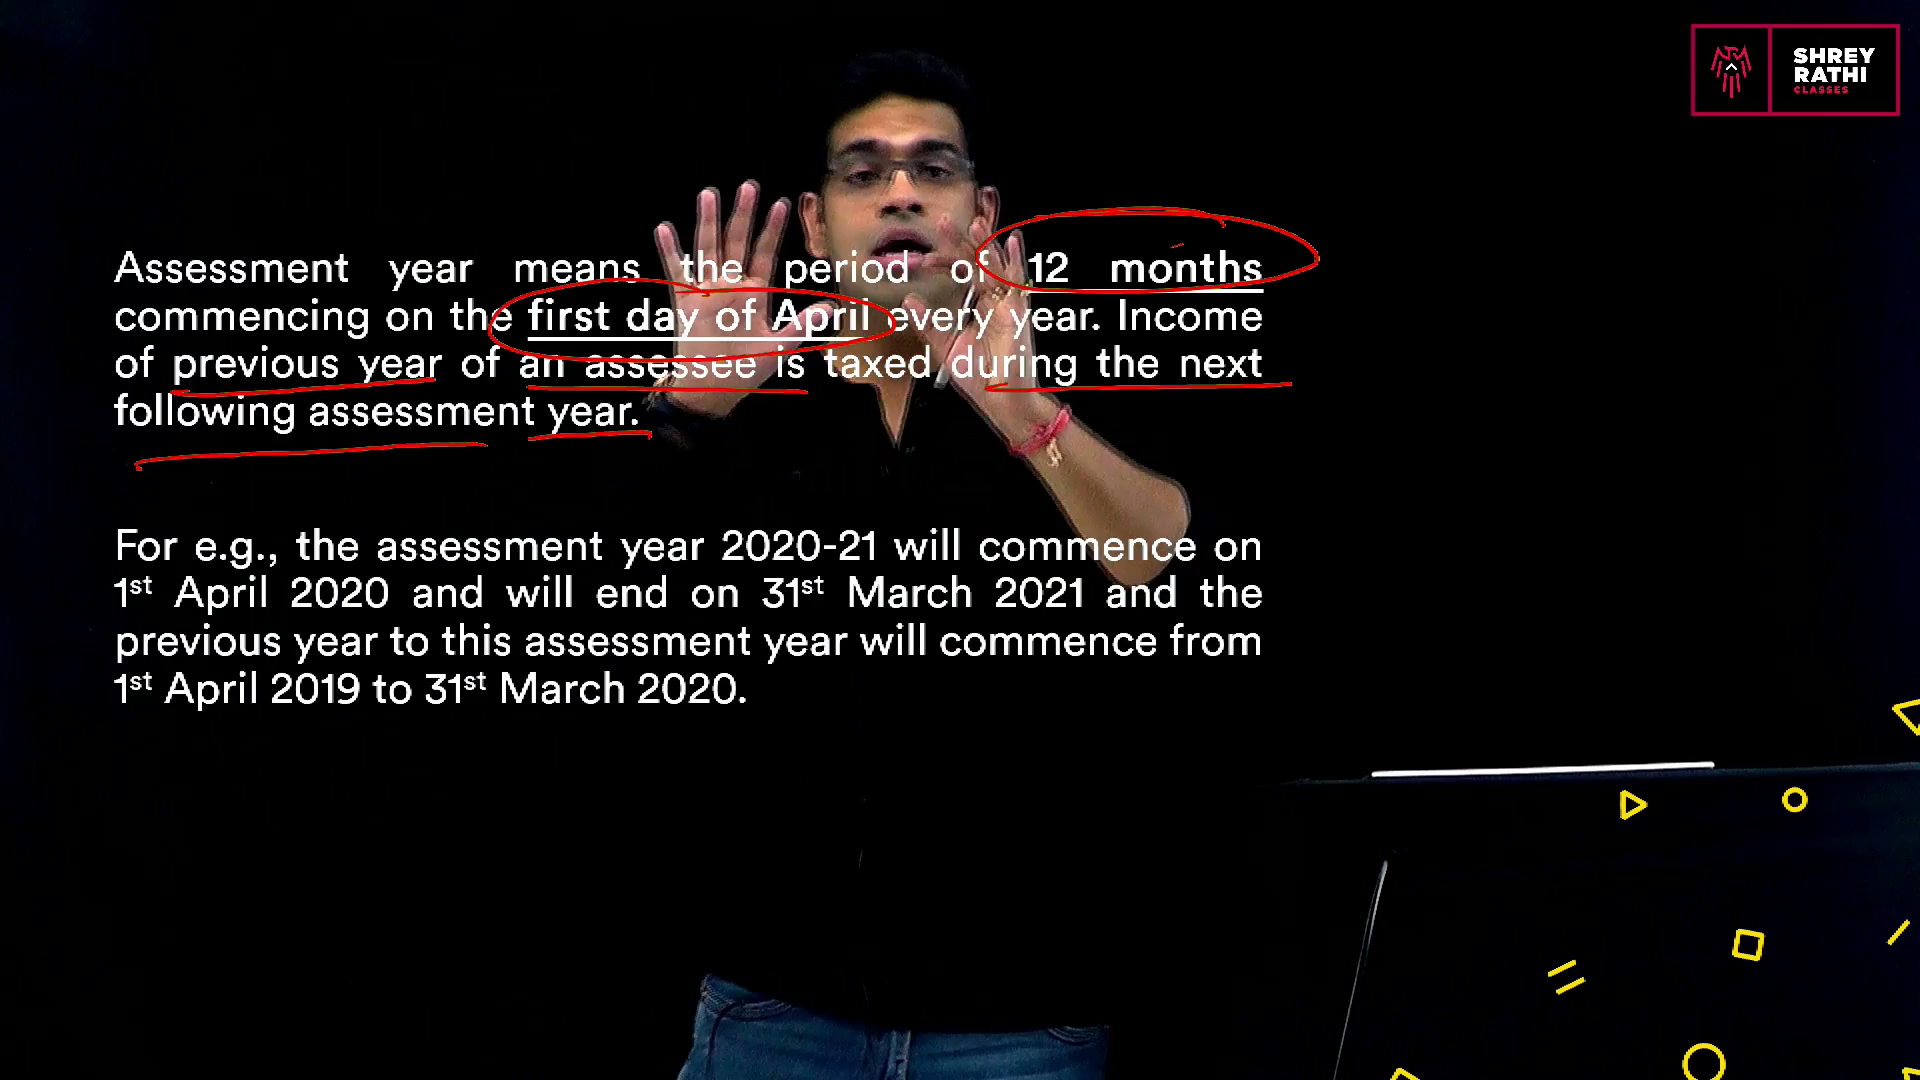 SHREY
RATHI
CLASSES
Assessment year means the period of 12 months
commencing on the first day of April every year. Income
of previous year of an assessee is taxed during the next
following assessment year.
For e.g., the assessment year 2020-21 will commence on
1st April 2020 and will end on 31st March 2021 and the
previous year to this assessment year will commence from
1st April 2019 to 31st March 2020.